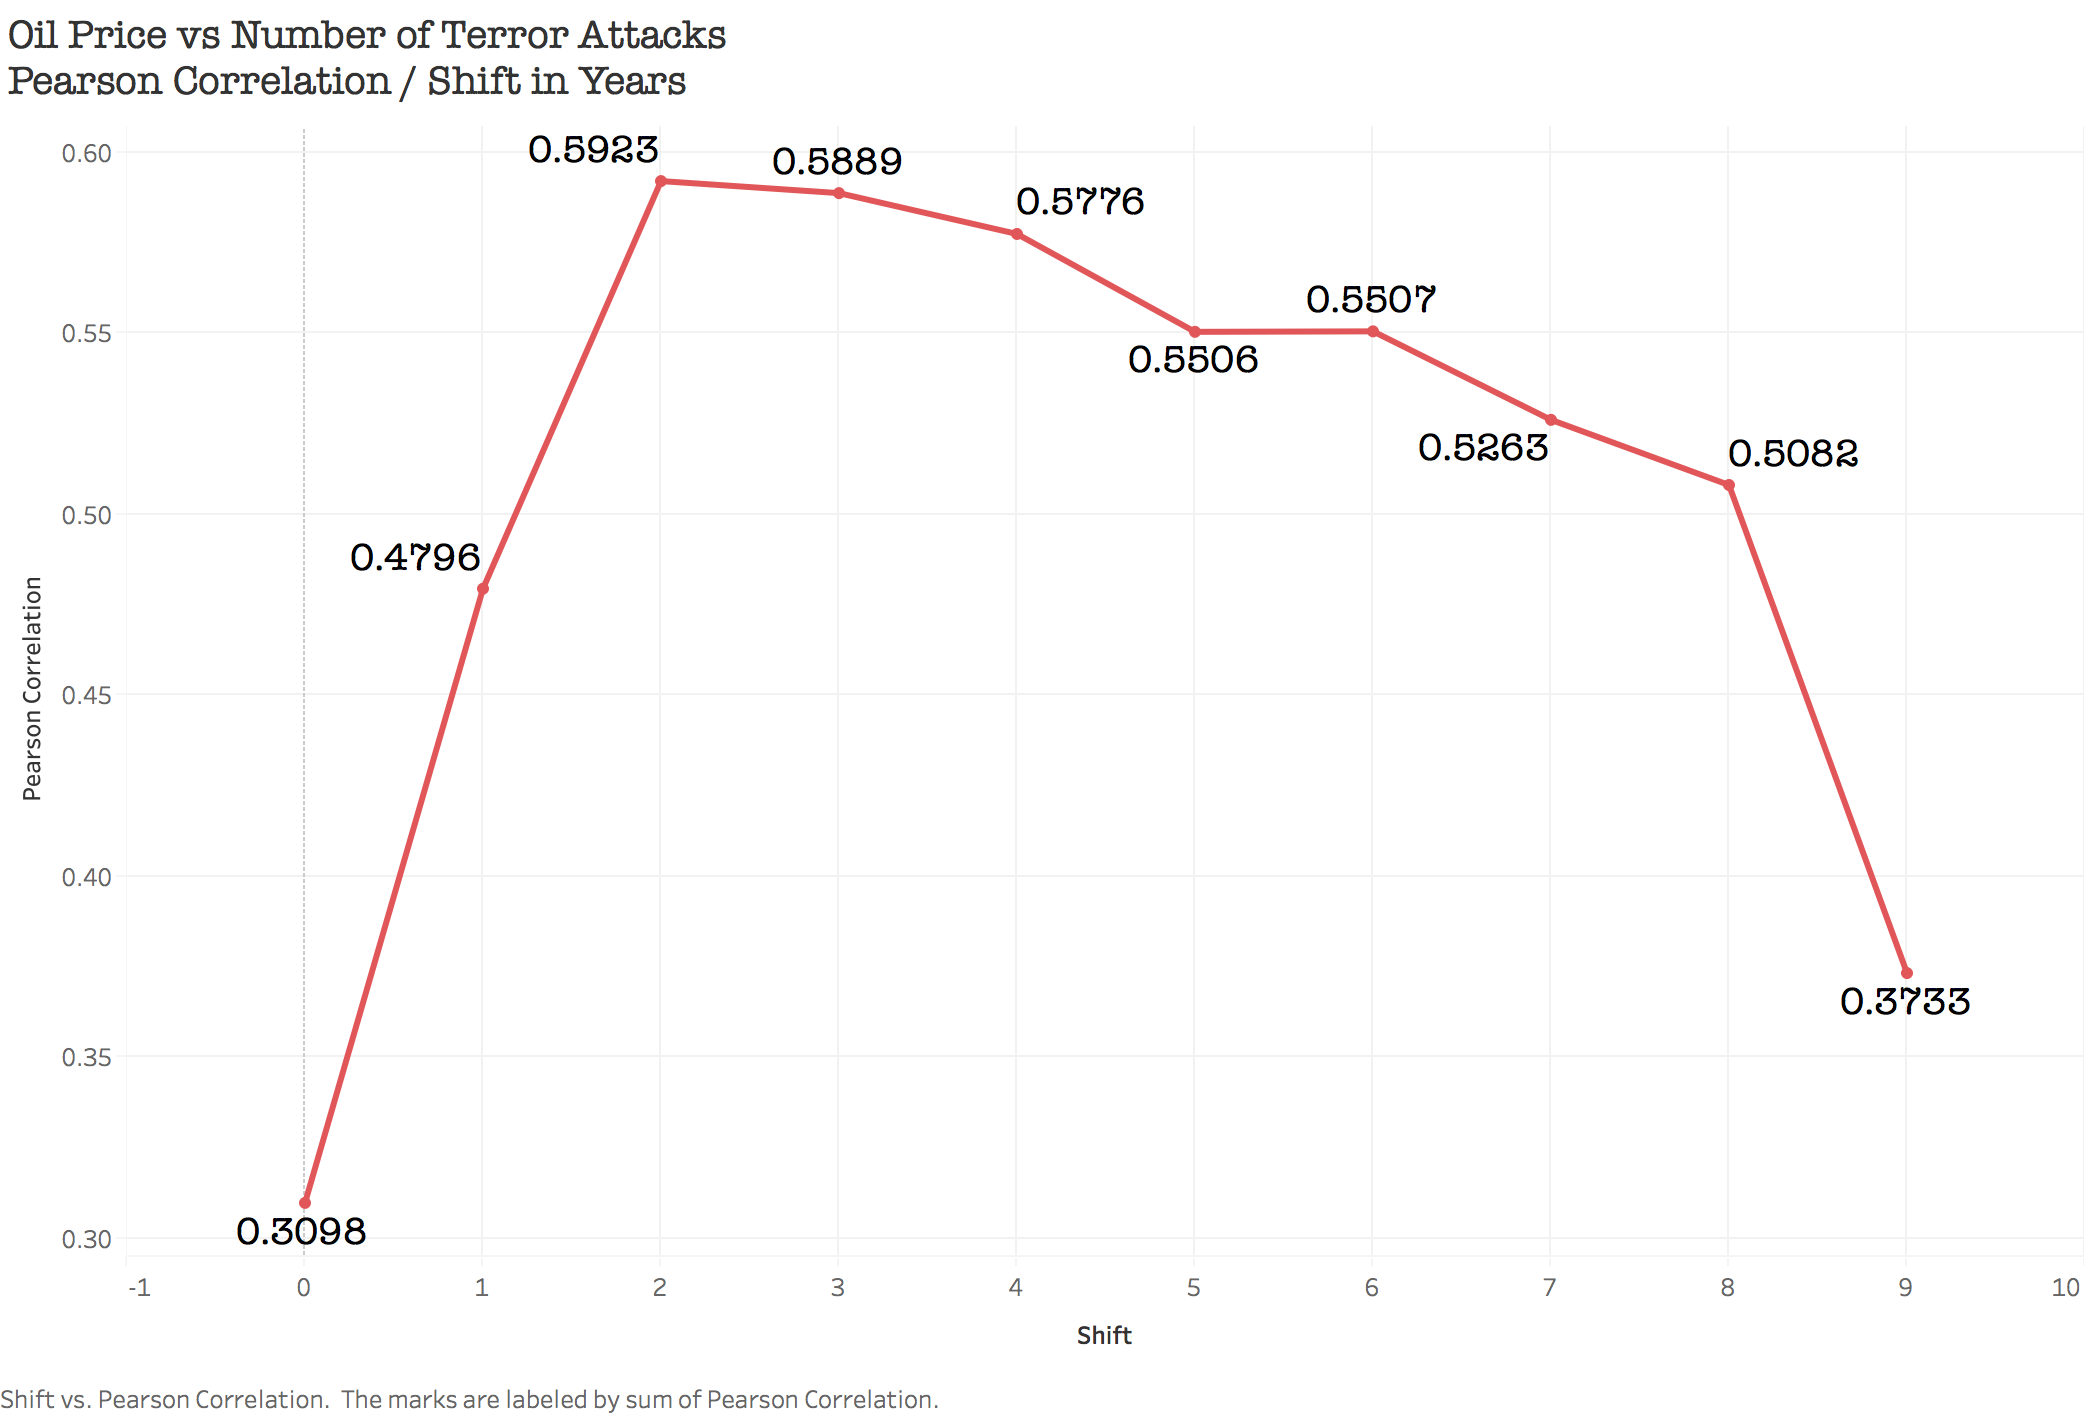 Oil Price vs Number of Terror Attacks
Pearson Correlation / Shift in Years
0.60
0.55
0.50
0.45
0.40
0.35
0.30
Pearson Correlation
0.3098
0.4796
0.5923
0.5889
0.5776
0.5506
0.5507
0.5263
0.5082
0.3733
-1 0 1 2 3 4 5 6 7 8 9 10
Shift
Shift vs. Pearson Correlation.  The marks are labeled by sum of Pearson Correlation.